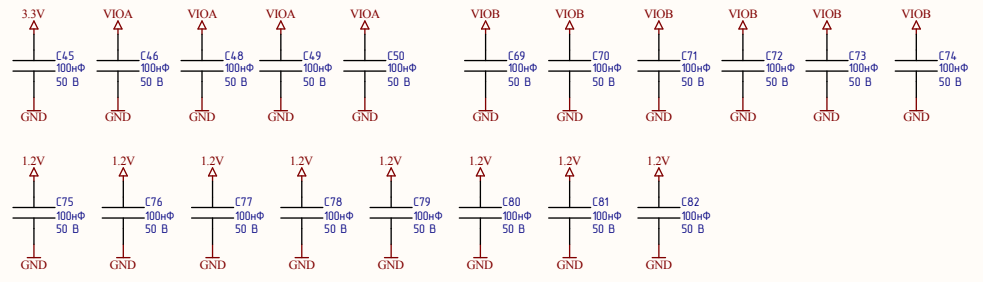 3.3V VIOA VIOA VIOA VIOA VIOB VIOB VIOB VIOB VIOB VIOB
C45 C46 C48 C49 C50 C69 C70 C71 C72 C73 C74
100нФ 100нФ 100нФ 100нФ 100нФ 100нФ 100нФ 100нФ 100нФ 100нФ 100нФ
50 В 50 В 50 В 50 В 50 В 50 В 50 В 50 В 50 В 50 В 50 В
GND GND GND GND GND GND GND GND GND GND GND
1.2V 1.2V 1.2V 1.2V 1.2V 1.2V 1.2V 1.2V
C75 C76 C77 C78 C79 C80 C81 C82
100нФ 100нФ 100нФ 100нФ 100нФ 100нФ 100нФ 100нФ
50 В 50 В 50 В 50 В 50 В 50 В 50 В 50 В
GND GND GND GND GND GND GND GND